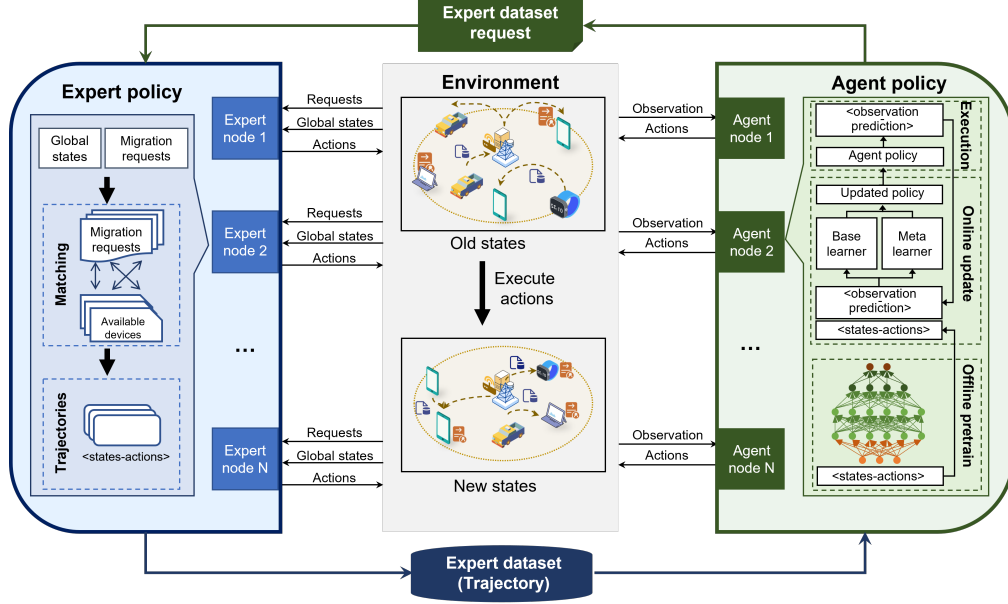 Expert dataset
request
Expert policy
Global
states
Migration
requests
Matching
Migration
requests
Available
devices
Trajectories
<states-actions>
Expert
node 1
Expert
node 2
...
Expert
node N
Requests
Global states
Actions
Requests
Global states
Actions
Requests
Global states
Actions
Environment
Old states
Execute
actions
New states
Observation
Actions
Observation
Actions
Observation
Actions
Agent policy
Agent
node 1
Agent
node 2
...
Agent
node N
Execution
<observation
prediction>
Agent policy
Online update
Updated policy
Base
learner
Meta
learner
<observation
prediction>
<states-actions>
Offline pretrain
<states-actions>
Expert dataset
(Trajectory)